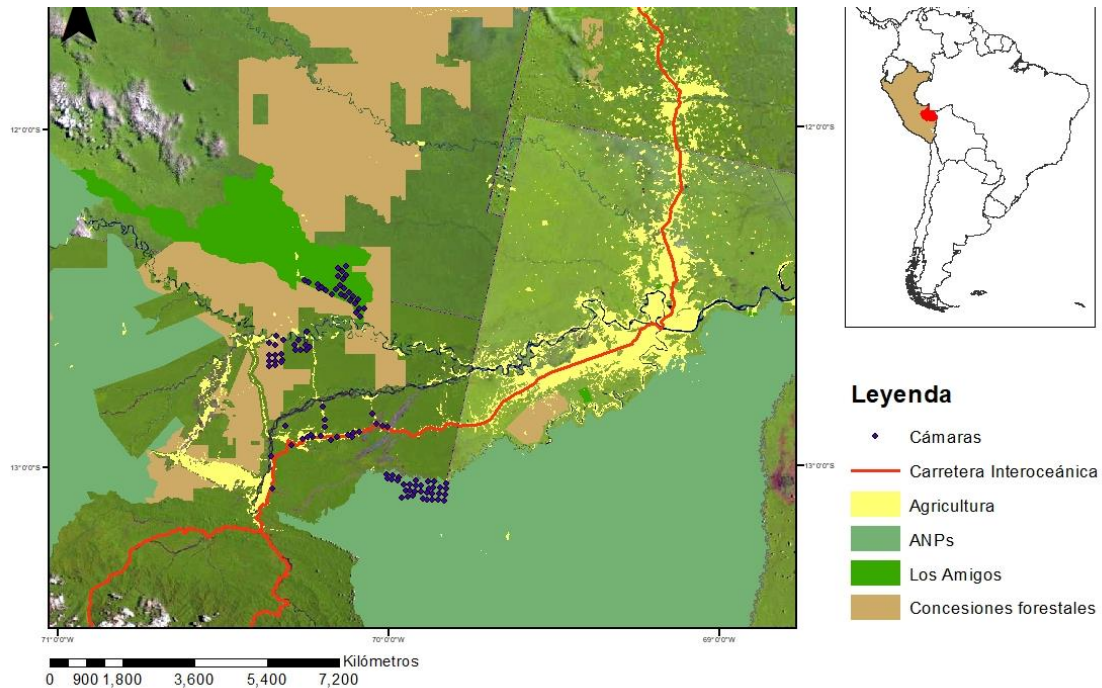 12°0'0"S
12°0'0"S
13°0'0"S
13°0'0"S
71°0'0"W
70°0'0"W
69°0'0"W
Kilómetros
0 900 1,800 3,600 5,400 7,200
Leyenda
Cámaras
Carretera Interoceánica
Agricultura
ANPs
Los Amigos
Concesiones forestales